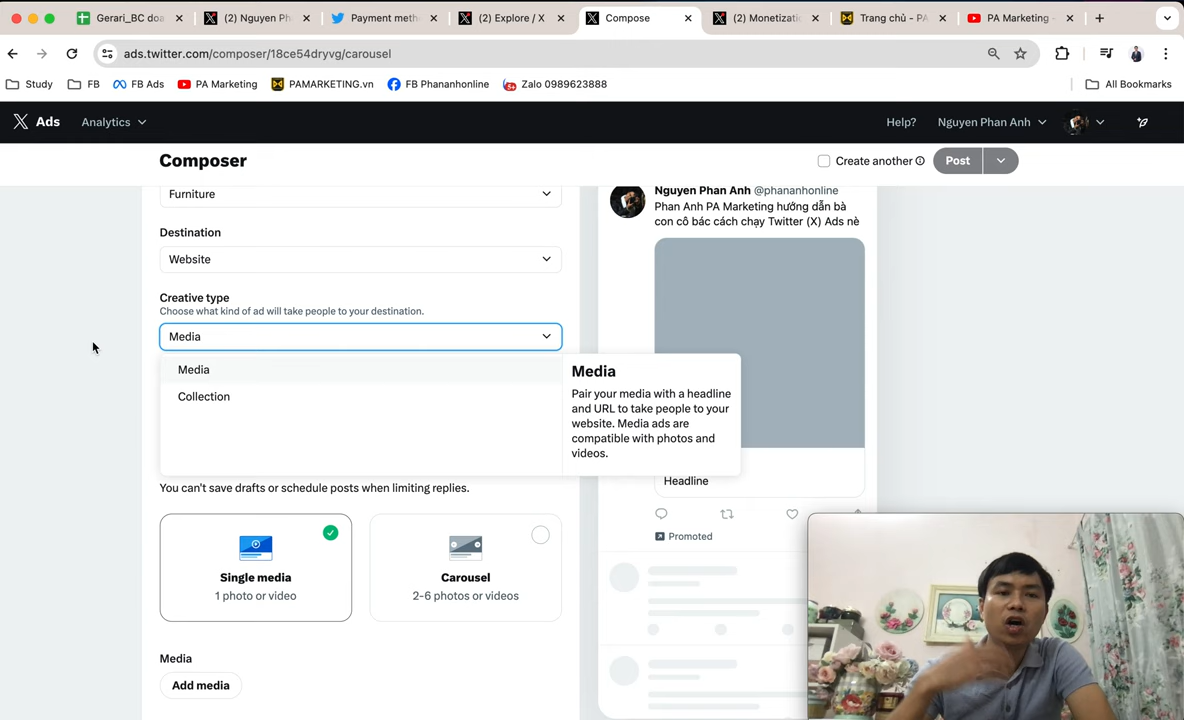 Gerari_BC doa
(2) Nguyen Ph
Payment meth
(2) Explore / X
Compose
(2) Monetizatio
Trang chủ - PA
PA Marketing -
ads.twitter.com/composer/18ce54dryvg/carousel
Study
FB
FB Ads
PA Marketing
PAMARKETING.vn
FB Phananhonline
Zalo 0989623888
All Bookmarks
X Ads
Analytics
Help?
Nguyen Phan Anh
Composer
Create another
Post
Furniture
Destination
Website
Creative type
Choose what kind of ad will take people to your destination.
Media
Media
Collection
Media
Pair your media with a headline
and URL to take people to your
website. Media ads are
compatible with photos and
videos.
You can't save drafts or schedule posts when limiting replies.
Single media
1 photo or video
Carousel
2-6 photos or videos
Media
Add media
Nguyen Phan Anh @phananhonline
Phan Anh PA Marketing hướng dẫn bà
con cô bác cách chạy Twitter (X) Ads nè
Headline
Promoted